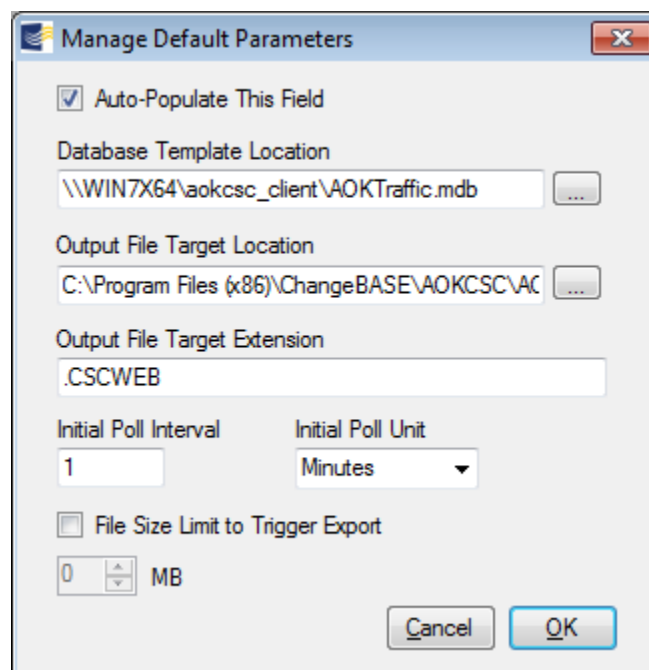 Manage Default Parameters
Auto-Populate This Field
Database Template Location
\\WIN7X64\aokcsc_client\AOKTraffic.mdb
...
Output File Target Location
C:\Program Files (x86)\ChangeBASE\AOKCSC\AO
...
Output File Target Extension
.CSCWEB
Initial Poll Interval Initial Poll Unit
1 Minutes
File Size Limit to Trigger Export
0 MB
Cancel OK